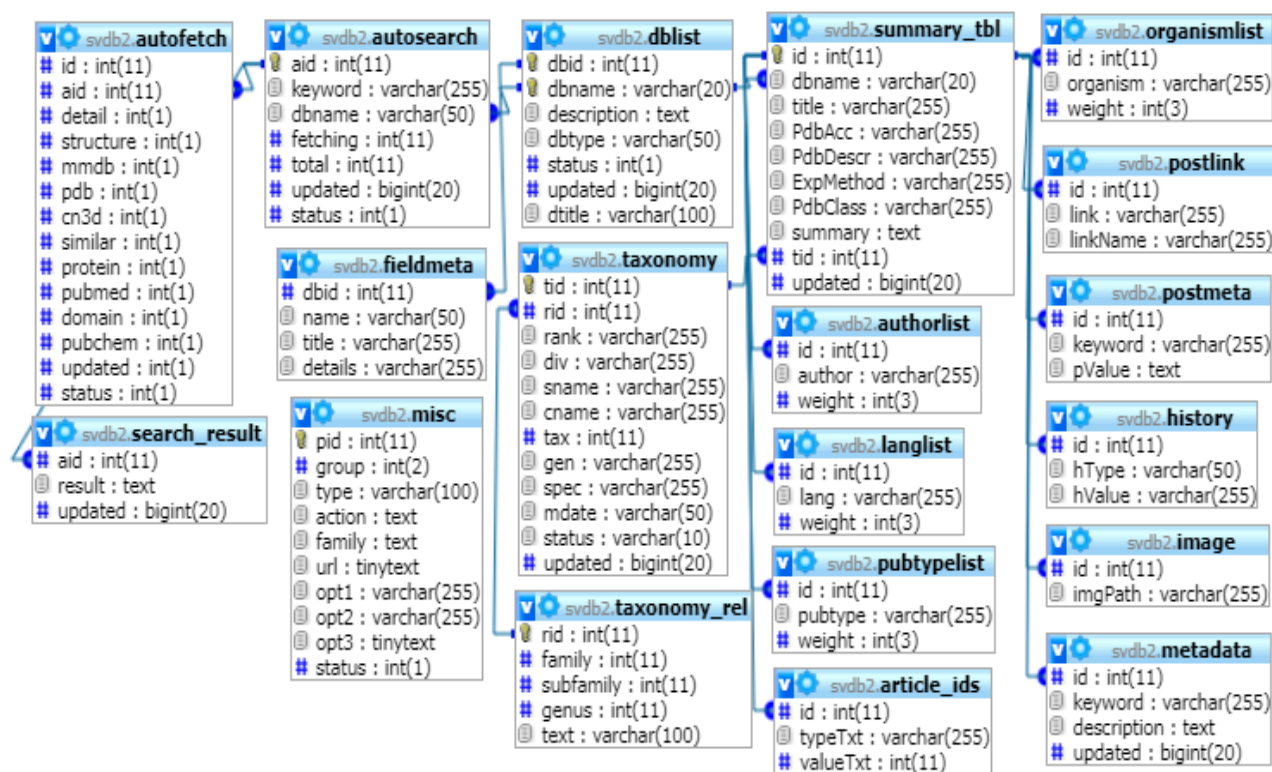 svdb2.autofetch
id : int(11)
aid : int(11)
detail : int(1)
structure : int(1)
mmdb : int(1)
pdb : int(1)
cn3d : int(1)
similar : int(1)
protein : int(1)
pubmed : int(1)
domain : int(1)
pubchem : int(1)
updated : int(1)
status : int(1)
svdb2.search_result
aid : int(11)
result : text
updated : bigint(20)
svdb2.autosearch
aid : int(11)
keyword : varchar(255)
dbname : varchar(50)
fetching : int(11)
total : int(11)
updated : bigint(20)
status : int(1)
svdb2.fieldmeta
dbid : int(11)
name : varchar(50)
title : varchar(255)
details : varchar(255)
svdb2.misc
pid : int(11)
group : int(2)
type : varchar(100)
action : text
family : text
url : tinytext
opt1 : varchar(255)
opt2 : varchar(255)
opt3 : tinytext
status : int(1)
svdb2.dblist
dbid : int(11)
dbname : varchar(20)
description : text
dbtype : varchar(50)
status : int(1)
updated : bigint(20)
dtitle : varchar(100)
svdb2.taxonomy
tid : int(11)
rid : int(11)
rank : varchar(255)
div : varchar(255)
sname : varchar(255)
cname : varchar(255)
tax : int(11)
gen : varchar(255)
spec : varchar(255)
mdate : varchar(50)
status : varchar(10)
updated : bigint(20)
svdb2.taxonomy_rel
rid : int(11)
family : int(11)
subfamily : int(11)
genus : int(11)
text : varchar(100)
svdb2.summary_tbl
id : int(11)
dbname : varchar(20)
title : varchar(255)
PdbAcc : varchar(255)
PdbDescr : varchar(255)
ExpMethod : varchar(255)
PdbClass : varchar(255)
summary : text
tid : int(11)
updated : bigint(20)
svdb2.authorlist
id : int(11)
author : varchar(255)
weight : int(3)
svdb2.langlist
id : int(11)
lang : varchar(255)
weight : int(3)
svdb2.pubtypelist
id : int(11)
pubtype : varchar(255)
weight : int(3)
svdb2.article_ids
id : int(11)
typeTxt : varchar(255)
valueTxt : int(11)
svdb2.organismlist
id : int(11)
organism : varchar(255)
weight : int(3)
svdb2.postlink
id : int(11)
link : varchar(255)
linkName : varchar(255)
svdb2.postmeta
id : int(11)
keyword : varchar(255)
pValue : text
svdb2.history
id : int(11)
hType : varchar(50)
hValue : varchar(255)
svdb2.image
id : int(11)
imgPath : varchar(255)
svdb2.metadata
id : int(11)
keyword : varchar(255)
description : text
updated : bigint(20)